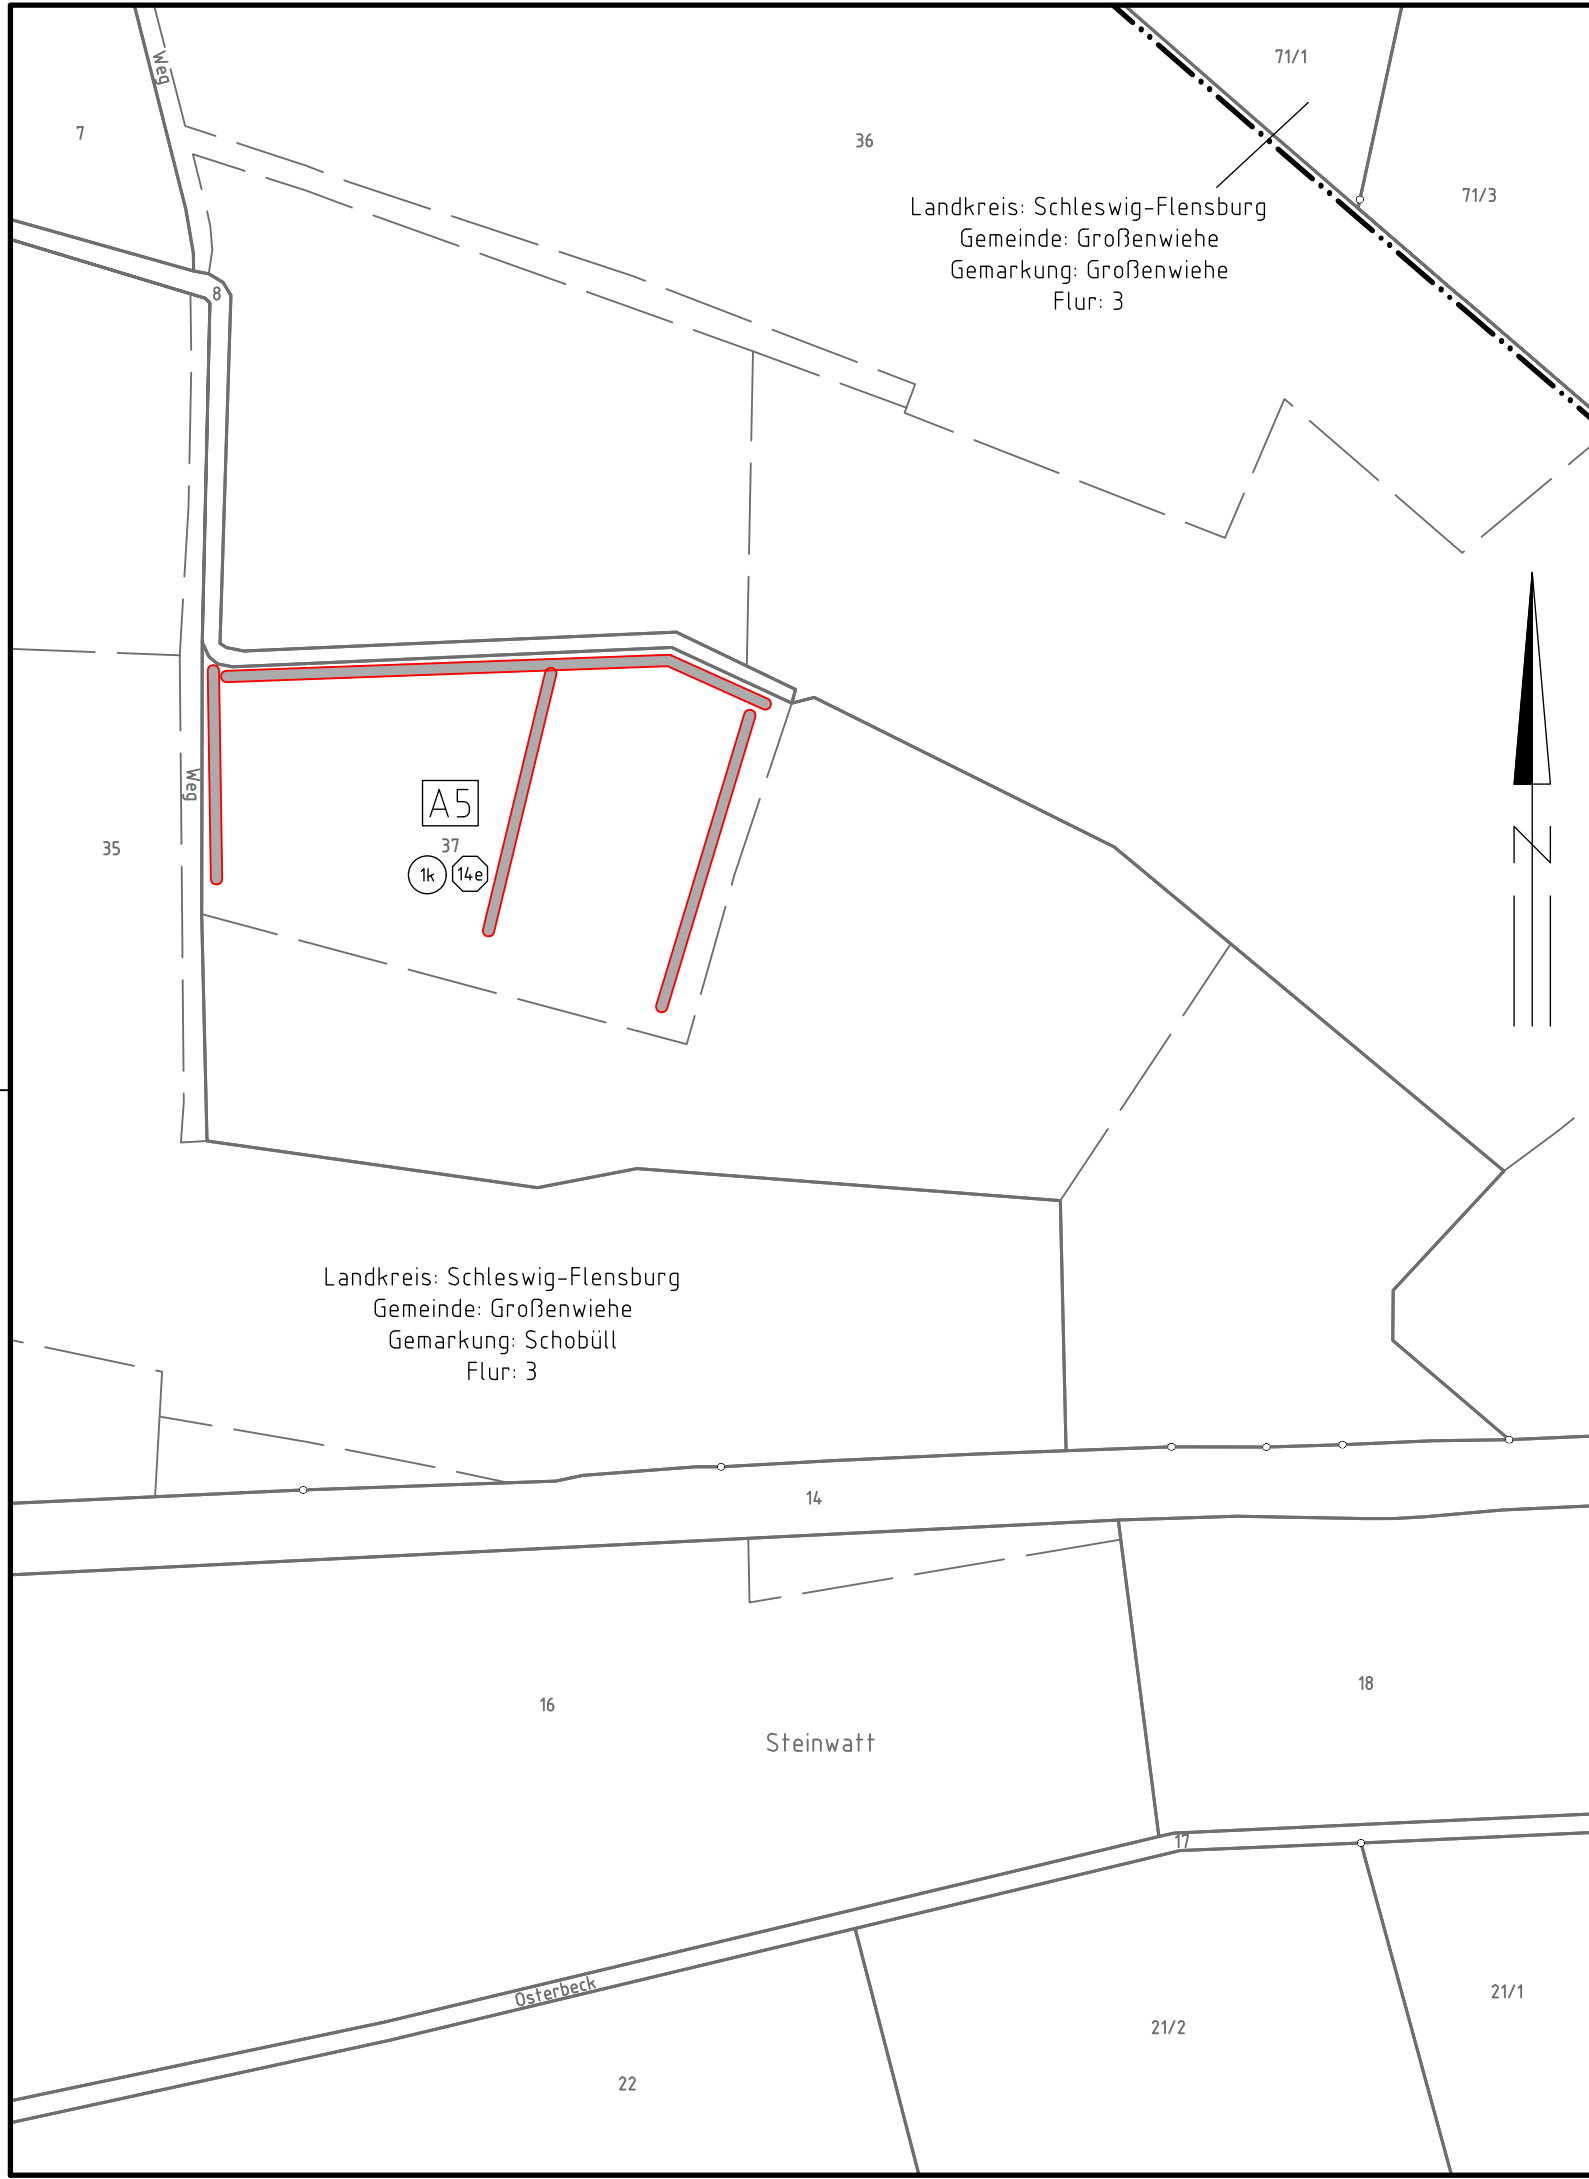 Weg
71/1
7
36
71/3
Landkreis: Schleswig-Flensburg
Gemeinde: Großenwiehe
Gemarkung: Großenwiehe
Flur: 3
8
Weg
A5
35
37
1k
14e
N
Landkreis: Schleswig-Flensburg
Gemeinde: Großenwiehe
Gemarkung: Schobüll
Flur: 3
14
16
18
Steinwatt
17
Osterbeck
21/1
21/2
22